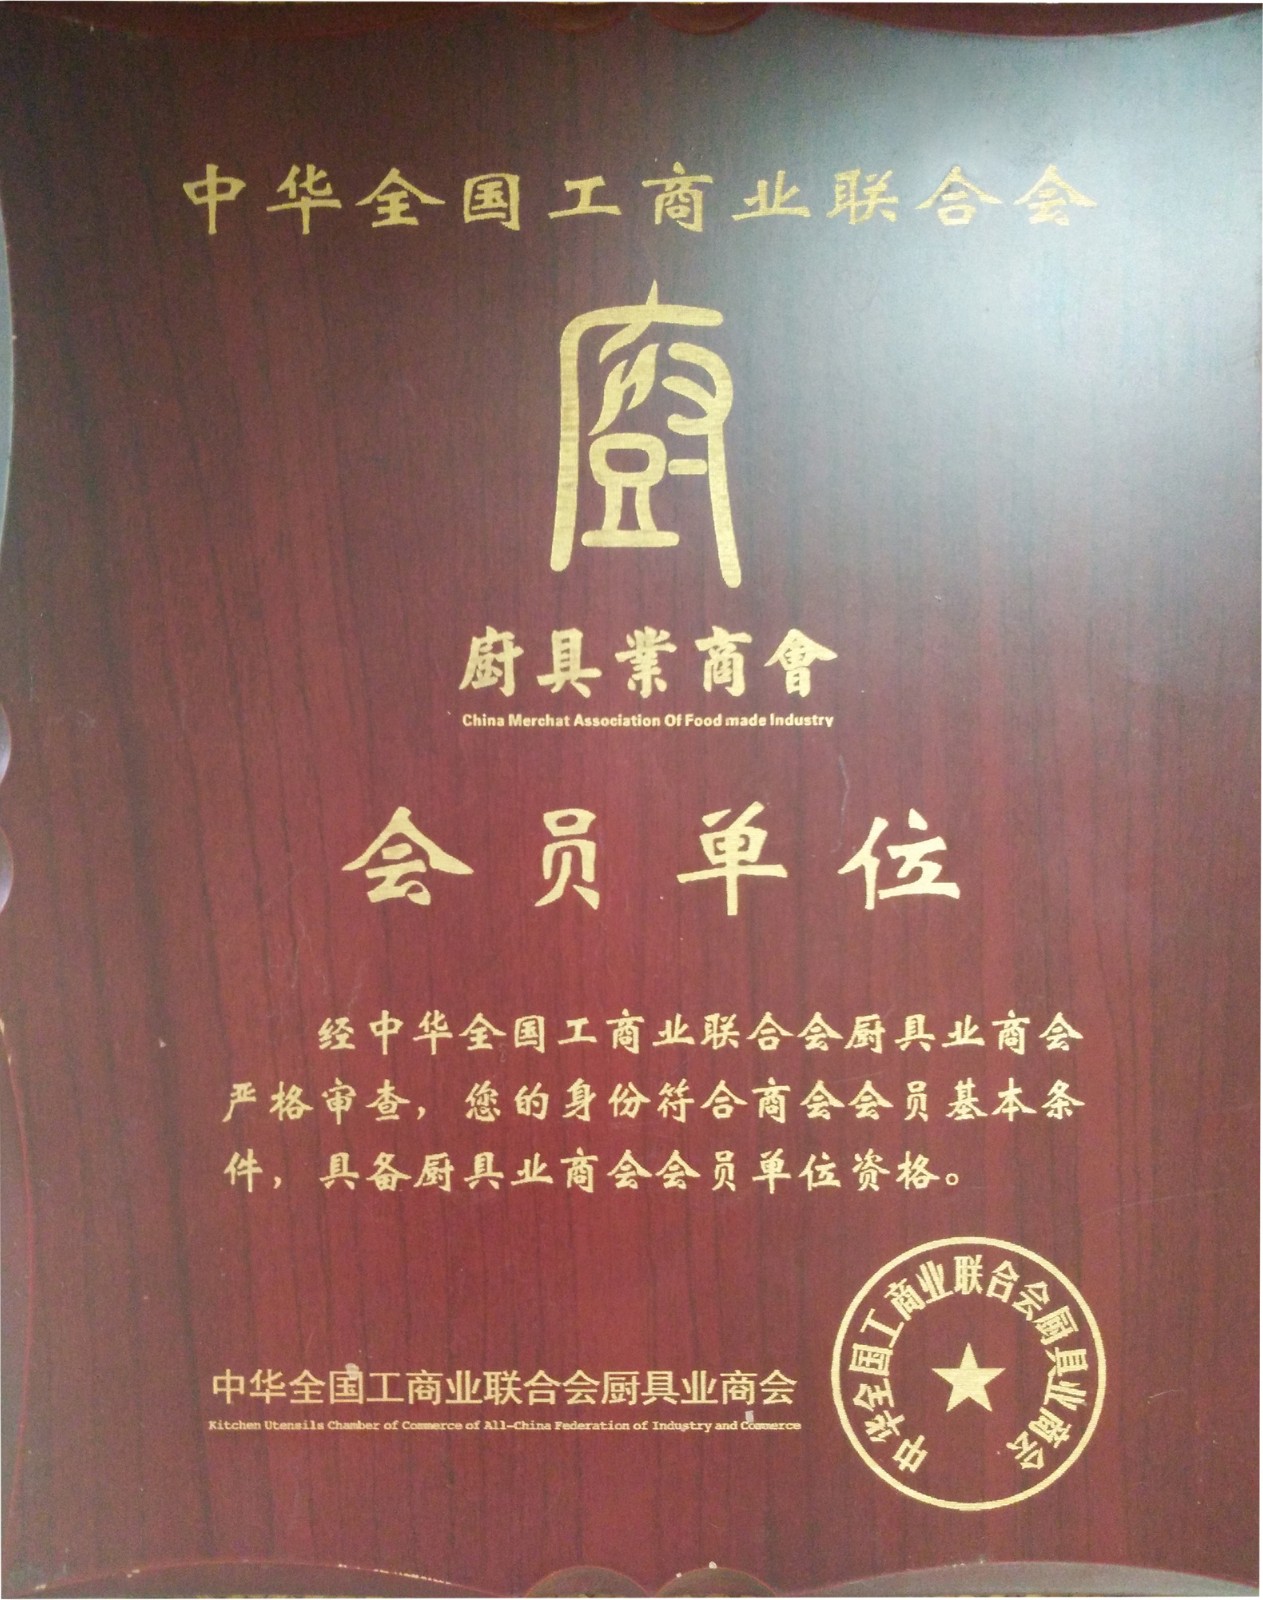 中华全国工商业联合会
廚
廚具業商會
China Merchat Association Of Food made Industry
会员单位
经中华全国工商业联合会厨具业商会
严格审查，您的身份符合商会会员基本条
件，具备厨具业商会会员单位资格。
中华全国工商业联合会厨具业商会
Kitchen Utensils Chamber of Commerce of All-China Federation of Industry and Commerce
中华全国工商业联合会厨具业商会